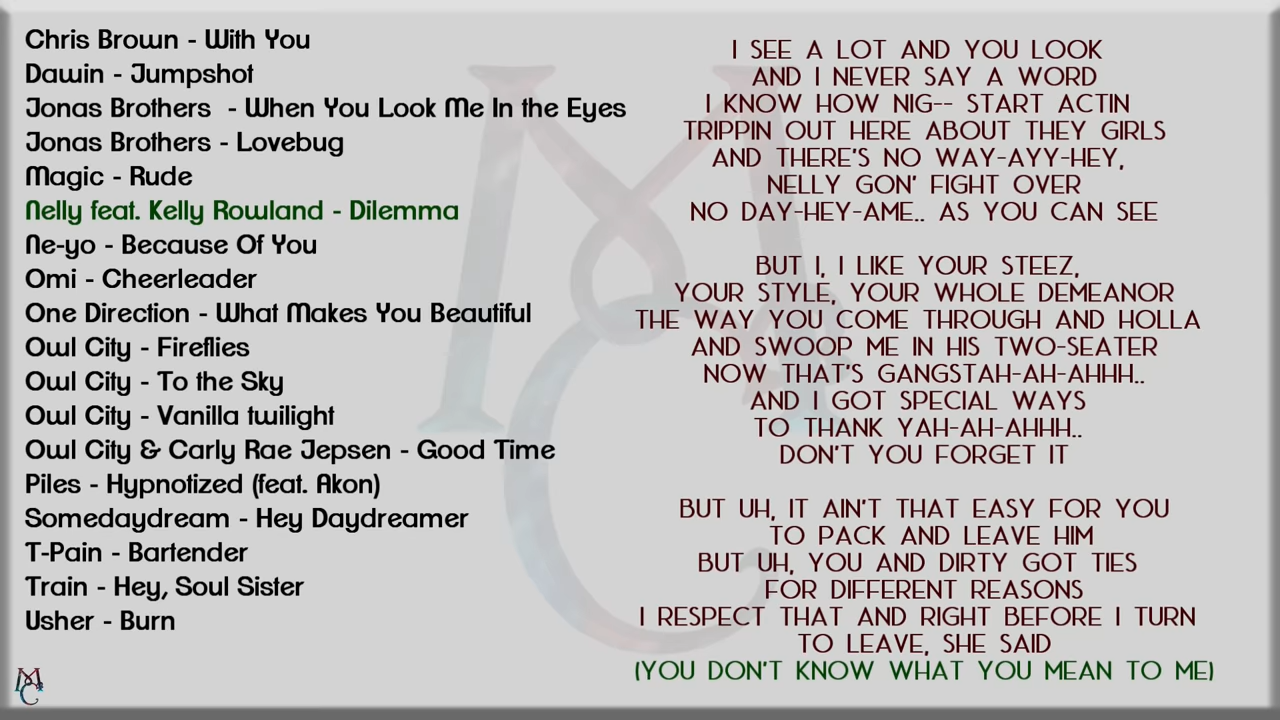 Chris Brown - With You
Dawin - Jumpshot
Jonas Brothers - When You Look Me In the Eyes
Jonas Brothers - Lovebug
Magic - Rude
Nelly feat. Kelly Rowland - Dilemma
Ne-yo - Because Of You
Omi - Cheerleader
One Direction - What Makes You Beautiful
Owl City - Fireflies
Owl City - To the Sky
Owl City - Vanilla twilight
Owl City & Carly Rae Jepsen - Good Time
Piles - Hypnotized (feat. Akon)
Somedaydream - Hey Daydreamer
T-Pain - Bartender
Train - Hey, Soul Sister
Usher - Burn
I SEE A LOT AND YOU LOOK
AND I NEVER SAY A WORD
I KNOW HOW NIG-- START ACTIN
TRIPPIN OUT HERE ABOUT THEY GIRLS
AND THERE'S NO WAY-AYY-HEY,
NELLY GON' FIGHT OVER
NO DAY-HEY-AME.. AS YOU CAN SEE
BUT I, I LIKE YOUR STEEZ,
YOUR STYLE, YOUR WHOLE DEMEANOR
THE WAY YOU COME THROUGH AND HOLLA
AND SWOOP ME IN HIS TWO-SEATER
NOW THAT'S GANGSTAH-AH-AHHH..
AND I GOT SPECIAL WAYS
TO THANK YAH-AH-AHHH..
DON'T YOU FORGET IT
BUT UH, IT AIN'T THAT EASY FOR YOU
TO PACK AND LEAVE HIM
BUT UH, YOU AND DIRTY GOT TIES
FOR DIFFERENT REASONS
I RESPECT THAT AND RIGHT BEFORE I TURN
TO LEAVE, SHE SAID
(YOU DON'T KNOW WHAT YOU MEAN TO ME)
MC